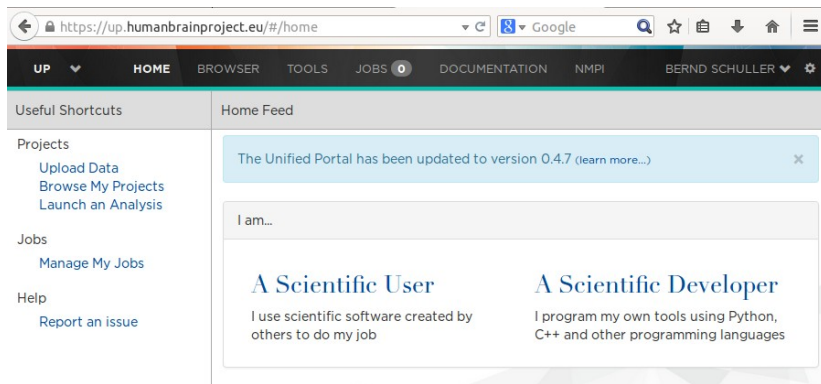 https://up.humanbrainproject.eu/#/home Google
UP HOME BROWSER TOOLS JOBS 0 DOCUMENTATION NMPI BERND SCHULLER
Useful Shortcuts
Projects
Upload Data
Browse My Projects
Launch an Analysis
Jobs
Manage My Jobs
Help
Report an issue
Home Feed
The Unified Portal has been updated to version 0.4.7 (learn more...) ×
I am...
A Scientific User
I use scientific software created by
others to do my job
A Scientific Developer
I program my own tools using Python,
C++ and other programming languages